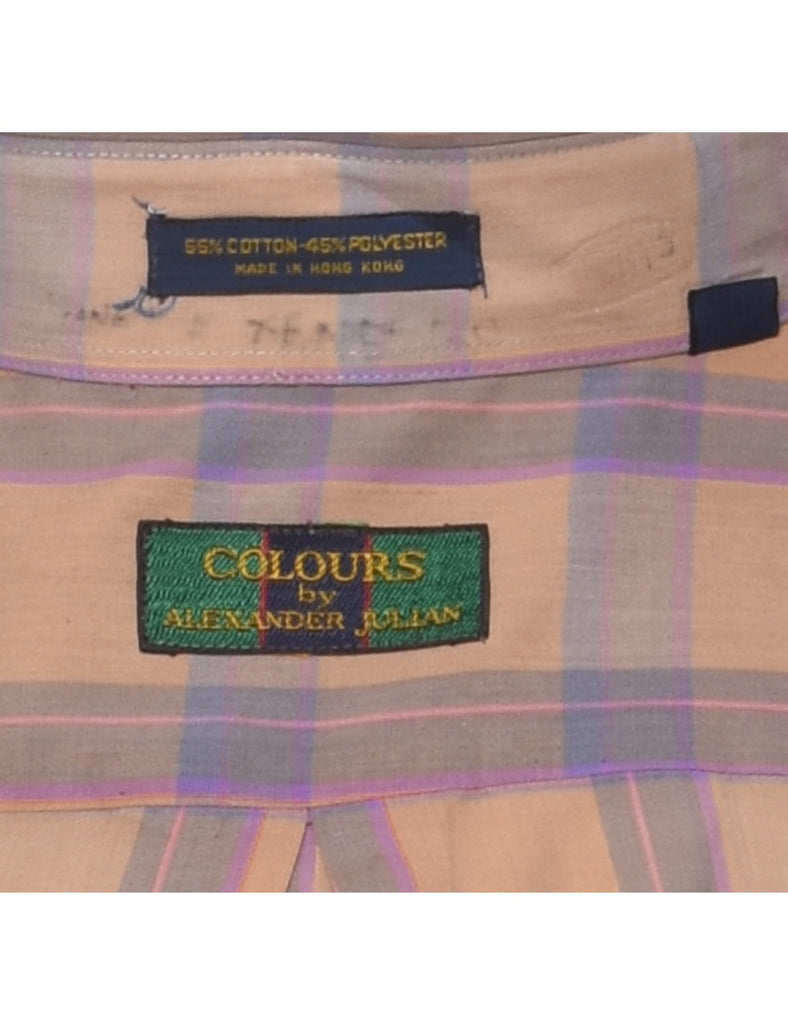 55% COTTON-45% POLYESTER
MADE IN HONG KONG
COLOURS
by
ALEXANDER JULIAN